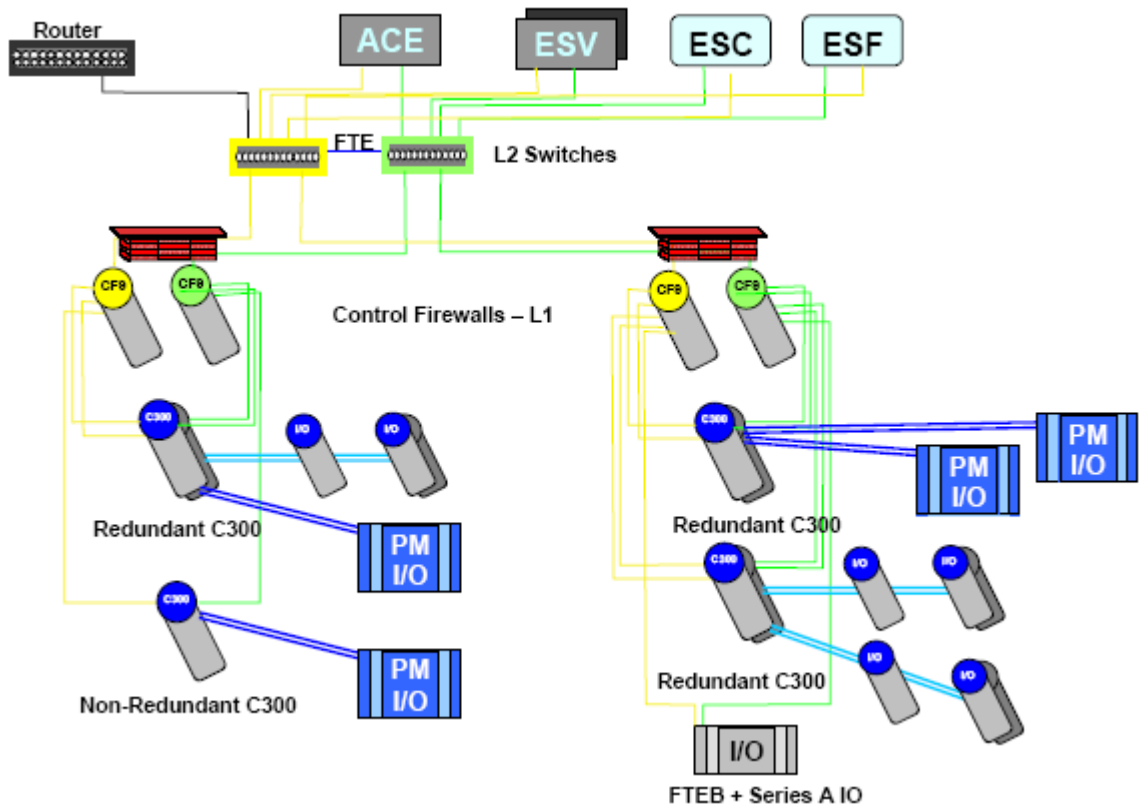 Router
ACE
ESV
ESC
ESF
FTE
L2 Switches
CF9
CF9
CF9
CF9
Control Firewalls – L1
C300
I/O
I/O
C300
PM
I/O
PM
I/O
Redundant C300
PM
I/O
Redundant C300
C300
I/O
I/O
C300
PM
I/O
I/O
I/O
Non-Redundant C300
Redundant C300
I/O
FTEB + Series A IO